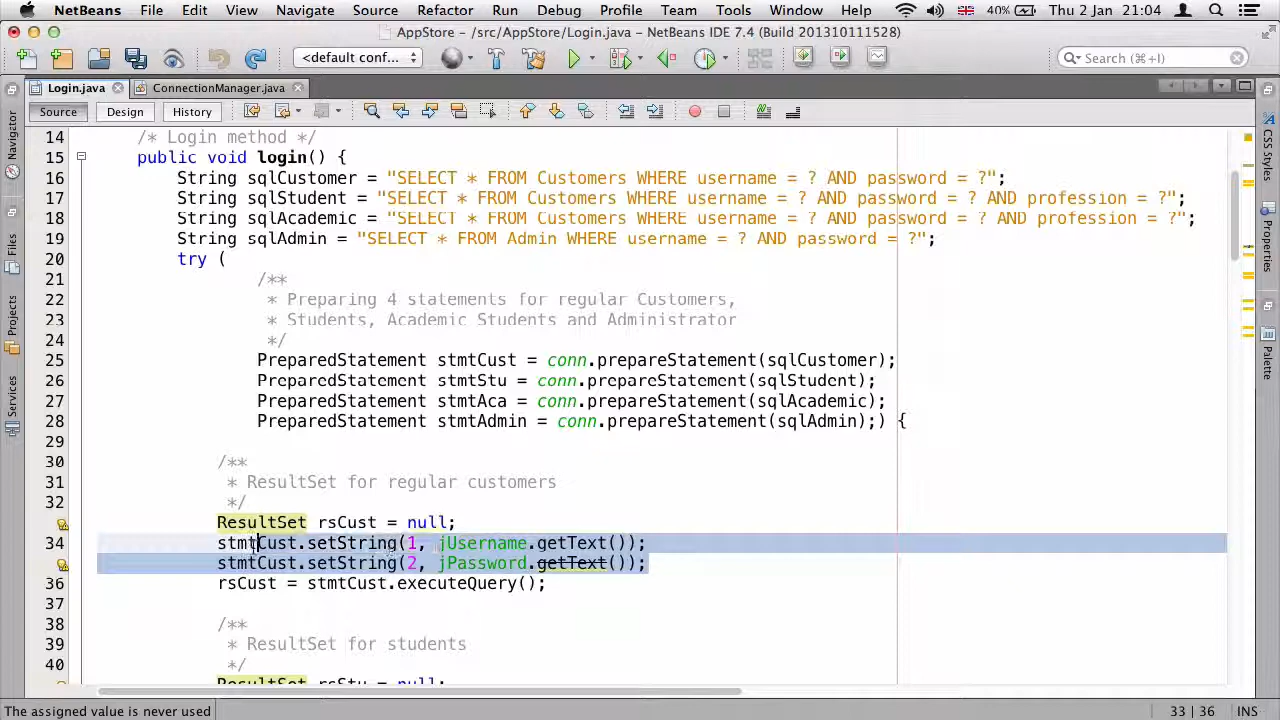 NetBeans File Edit View Navigate Source Refactor Run Debug Profile Team Tools Window Help 40% Thu 2 Jan 21:04
AppStore - /src/AppStore/Login.java - NetBeans IDE 7.4 (Build 201310111528)
<default conf... Search (⌘+I)
Login.java ConnectionManager.java
Source Design History
Navigator
Files
Projects
Services
14 /* Login method */
15 public void login() {
16 String sqlCustomer = "SELECT * FROM Customers WHERE username = ? AND password = ?";
17 String sqlStudent = "SELECT * FROM Customers WHERE username = ? AND password = ? AND profession = ?";
18 String sqlAcademic = "SELECT * FROM Customers WHERE username = ? AND password = ? AND profession = ?";
19 String sqlAdmin = "SELECT * FROM Admin WHERE username = ? AND password = ?";
20 try (
21 /**
22 * Preparing 4 statements for regular Customers,
23 * Students, Academic Students and Administrator
24 */
25 PreparedStatement stmtCust = conn.prepareStatement(sqlCustomer);
26 PreparedStatement stmtStu = conn.prepareStatement(sqlStudent);
27 PreparedStatement stmtAca = conn.prepareStatement(sqlAcademic);
28 PreparedStatement stmtAdmin = conn.prepareStatement(sqlAdmin);) {
29
30 /**
31 * ResultSet for regular customers
32 */
ResultSet rsCust = null;
34 stmtCust.setString(1, jUsername.getText());
stmtCust.setString(2, jPassword.getText());
36 rsCust = stmtCust.executeQuery();
37
38 /**
39 * ResultSet for students
40 */
ResultSet rsStu = null;
CSS Styles
Properties
Palette
The assigned value is never used 33 | 36 INS